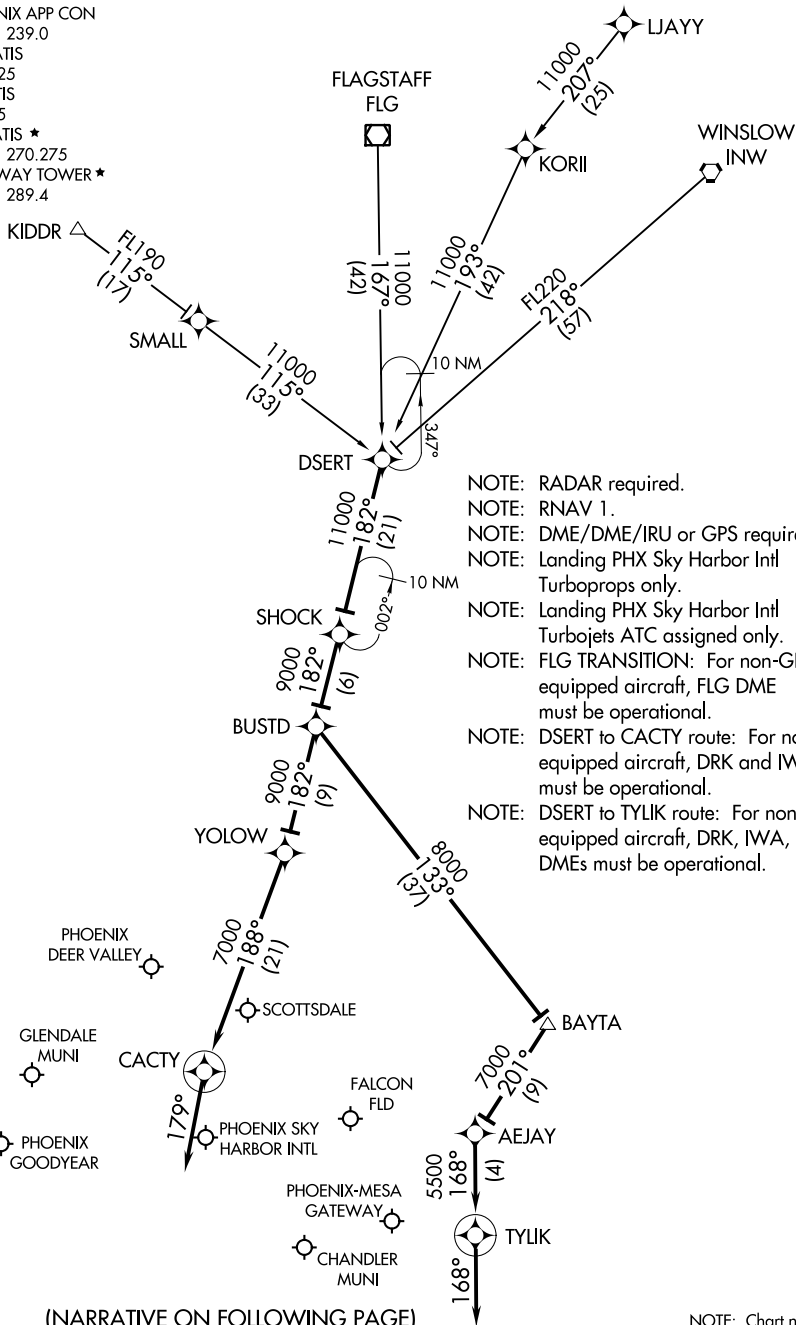 NIX APP CON
239.0
ATIS
25
TIS
5
ATIS ★
270.275
WAY TOWER ★
289.4
LJAYY
11000
207°
(25)
FLAGSTAFF
FLG
KORII
WINSLOW
INW
KIDDR
FL190
115°
(17)
11000
167°
(42)
11000
193°
(42)
FL220
218°
(57)
SMALL
11000
115°
(33)
10 NM
347°
DSERT
11000
182°
(21)
10 NM
002°
SHOCK
9000
182°
(6)
BUSTD
9000
182°
(9)
YOLOW
8000
133°
(37)
NOTE: RADAR required.
NOTE: RNAV 1.
NOTE: DME/DME/IRU or GPS require
NOTE: Landing PHX Sky Harbor Intl
Turboprops only.
NOTE: Landing PHX Sky Harbor Intl
Turbojets ATC assigned only.
NOTE: FLG TRANSITION: For non-GP
equipped aircraft, FLG DME
must be operational.
NOTE: DSERT to CACTY route: For no
equipped aircraft, DRK and IW
must be operational.
NOTE: DSERT to TYLIK route: For non-
equipped aircraft, DRK, IWA,
DMEs must be operational.
7000
188°
(21)
PHOENIX
DEER VALLEY
SCOTTSDALE
BAYTA
GLENDALE
MUNI
CACTY
7000
201°
(9)
179°
FALCON
FLD
PHOENIX SKY
HARBOR INTL
AEJAY
PHOENIX
GOODYEAR
5500
168°
(4)
PHOENIX-MESA
GATEWAY
TYLIK
CHANDLER
MUNI
168°
(NARRATIVE ON FOLLOWING PAGE)
NOTE: Chart n